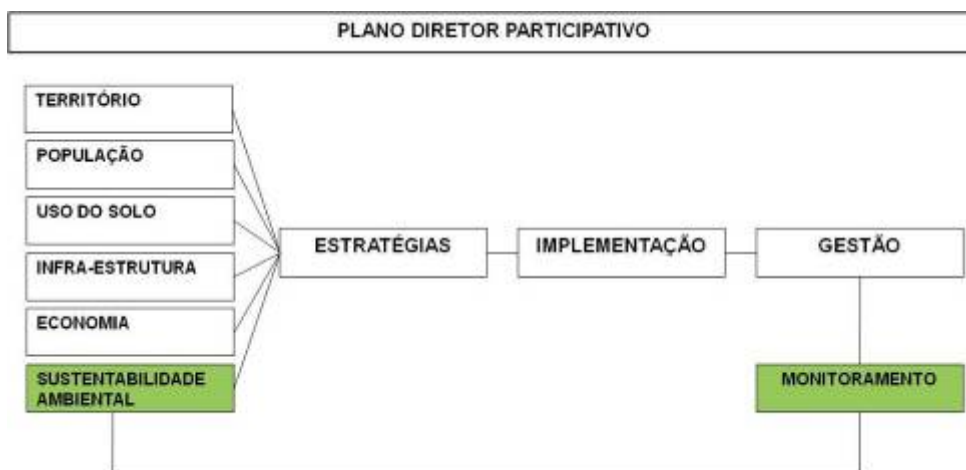 PLANO DIRETOR PARTICIPATIVO
TERRITÓRIO
POPULAÇÃO
USO DO SOLO
INFRA-ESTRUTURA
ECONOMIA
SUSTENTABILIDADE
AMBIENTAL
ESTRATÉGIAS
IMPLEMENTAÇÃO
GESTÃO
MONITORAMENTO